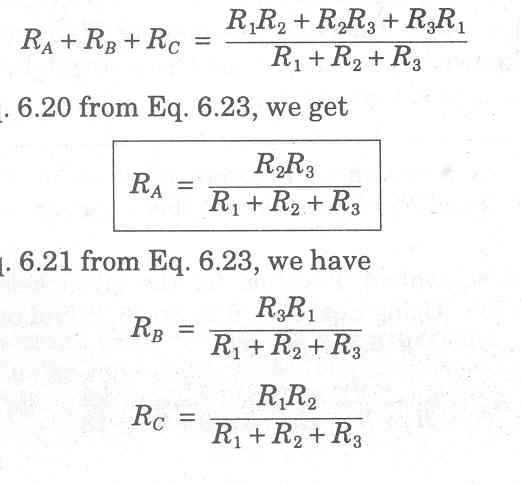 R_A + R_B + R_C = \frac{R_1R_2 + R_2R_3 + R_3R_1}{R_1 + R_2 + R_3}
. 6.20 from Eq. 6.23, we get
R_A = \frac{R_2R_3}{R_1 + R_2 + R_3}
. 6.21 from Eq. 6.23, we have
R_B = \frac{R_3R_1}{R_1 + R_2 + R_3}
R_C = \frac{R_1R_2}{R_1 + R_2 + R_3}